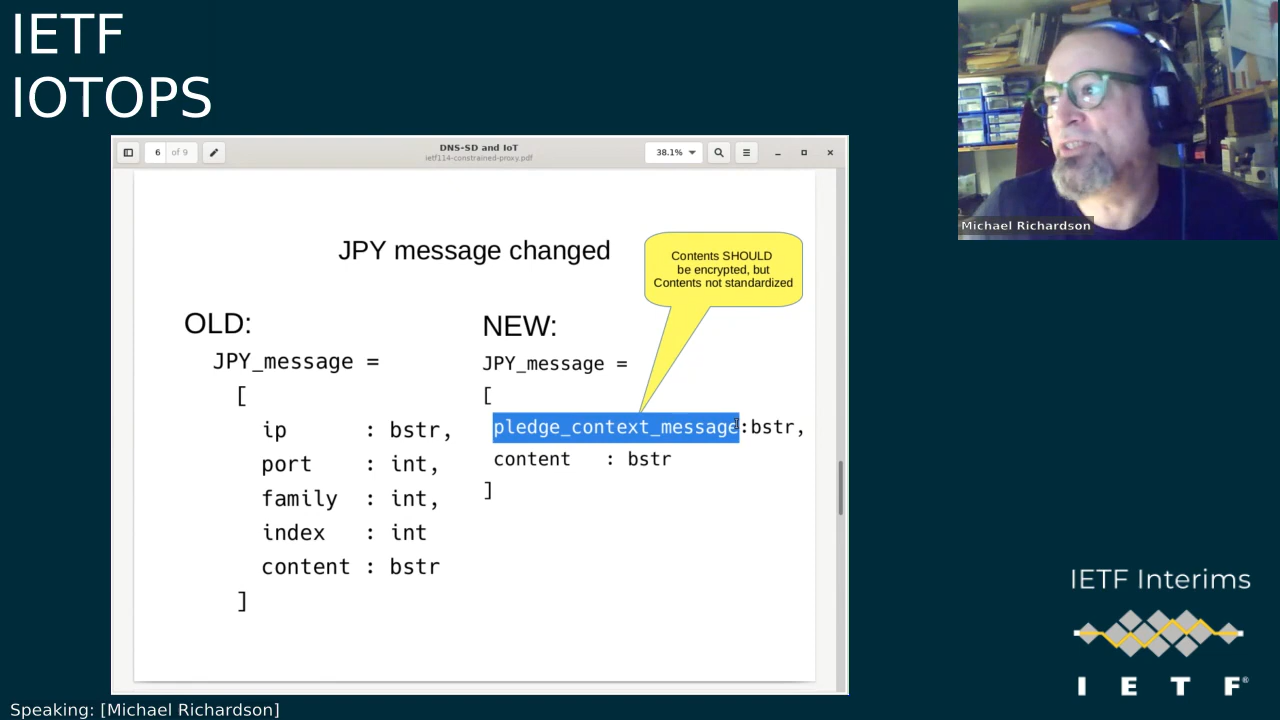 IETF
IOTOPS
6 of 9
DNS-SD and IoT
ietf114-constrained-proxy.pdf
38.1%
JPY message changed
Contents SHOULD
be encrypted, but
Contents not standardized
OLD:
JPY_message =
[
ip : bstr,
port : int,
family : int,
index : int
content : bstr
]
NEW:
JPY_message =
[
pledge_context_message:bstr,
content : bstr
]
Michael Richardson
IETF Interims
I E T F®
Speaking: [Michael Richardson]